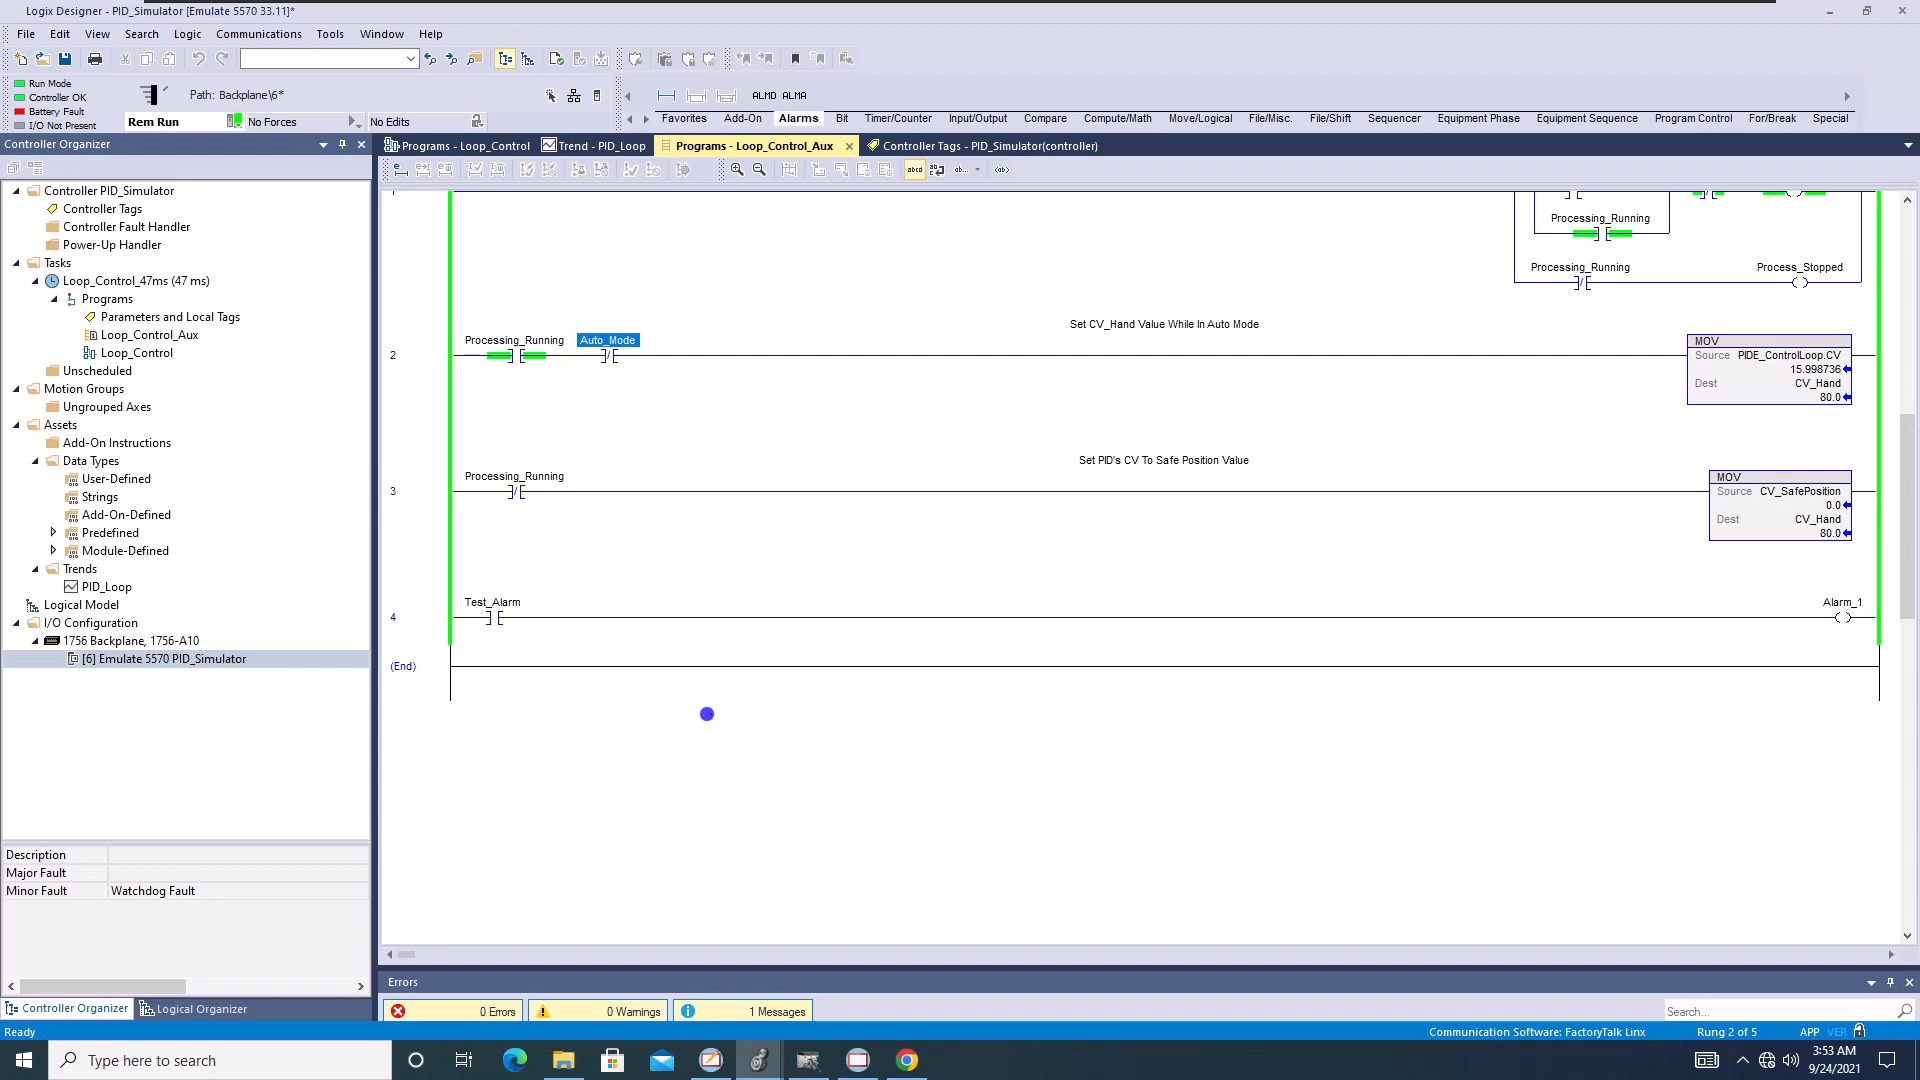 Logix Designer - PID_Simulator [Emulate 5570 33.11]*
File Edit View Search Logic Communications Tools Window Help
Run Mode
Controller OK
Battery Fault
I/O Not Present
Path: Backplane\6*
Rem Run
No Forces
No Edits
ALMD ALMA
Favorites Add-On Alarms Bit Timer/Counter Input/Output Compare Compute/Math Move/Logical File/Misc. File/Shift Sequencer Equipment Phase Equipment Sequence Program Control For/Break Special
Controller Organizer
Programs - Loop_Control
Trend - PID_Loop
Programs - Loop_Control_Aux
Controller Tags - PID_Simulator(controller)
Controller PID_Simulator
Controller Tags
Controller Fault Handler
Power-Up Handler
Tasks
Loop_Control_47ms (47 ms)
Programs
Parameters and Local Tags
Loop_Control_Aux
Loop_Control
Unscheduled
Motion Groups
Ungrouped Axes
Assets
Add-On Instructions
Data Types
User-Defined
Strings
Add-On-Defined
Predefined
Module-Defined
Trends
PID_Loop
Logical Model
I/O Configuration
1756 Backplane, 1756-A10
[6] Emulate 5570 PID_Simulator
Description
Major Fault
Minor Fault Watchdog Fault
Controller Organizer
Logical Organizer
Processing_Running
Processing_Running Process_Stopped
Set CV_Hand Value While In Auto Mode
2
Processing_Running Auto_Mode
MOV
Source PIDE_ControlLoop.CV
15.998736
Dest CV_Hand
80.0
Set PID's CV To Safe Position Value
3
Processing_Running
MOV
Source CV_SafePosition
0.0
Dest CV_Hand
80.0
4
Test_Alarm Alarm_1
(End)
Errors
0 Errors
0 Warnings
1 Messages
Search...
Ready
Communication Software: FactoryTalk Linx
Rung 2 of 5
APP VER
Type here to search
3:53 AM
9/24/2021